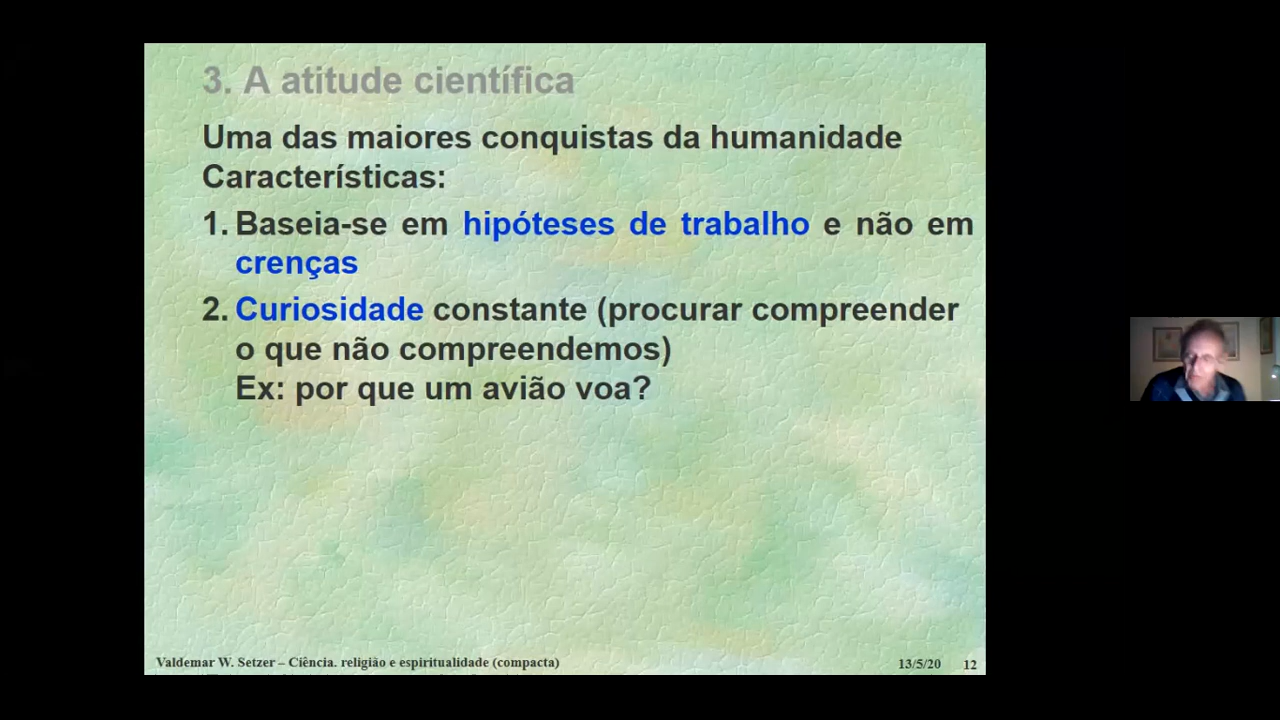 3. A atitude científica
Uma das maiores conquistas da humanidade
Características:
1. Baseia-se em hipóteses de trabalho e não em
crenças
2. Curiosidade constante (procurar compreender
o que não compreendemos)
Ex: por que um avião voa?
Valdemar W. Setzer – Ciência. religião e espiritualidade (compacta)
13/5/20 12